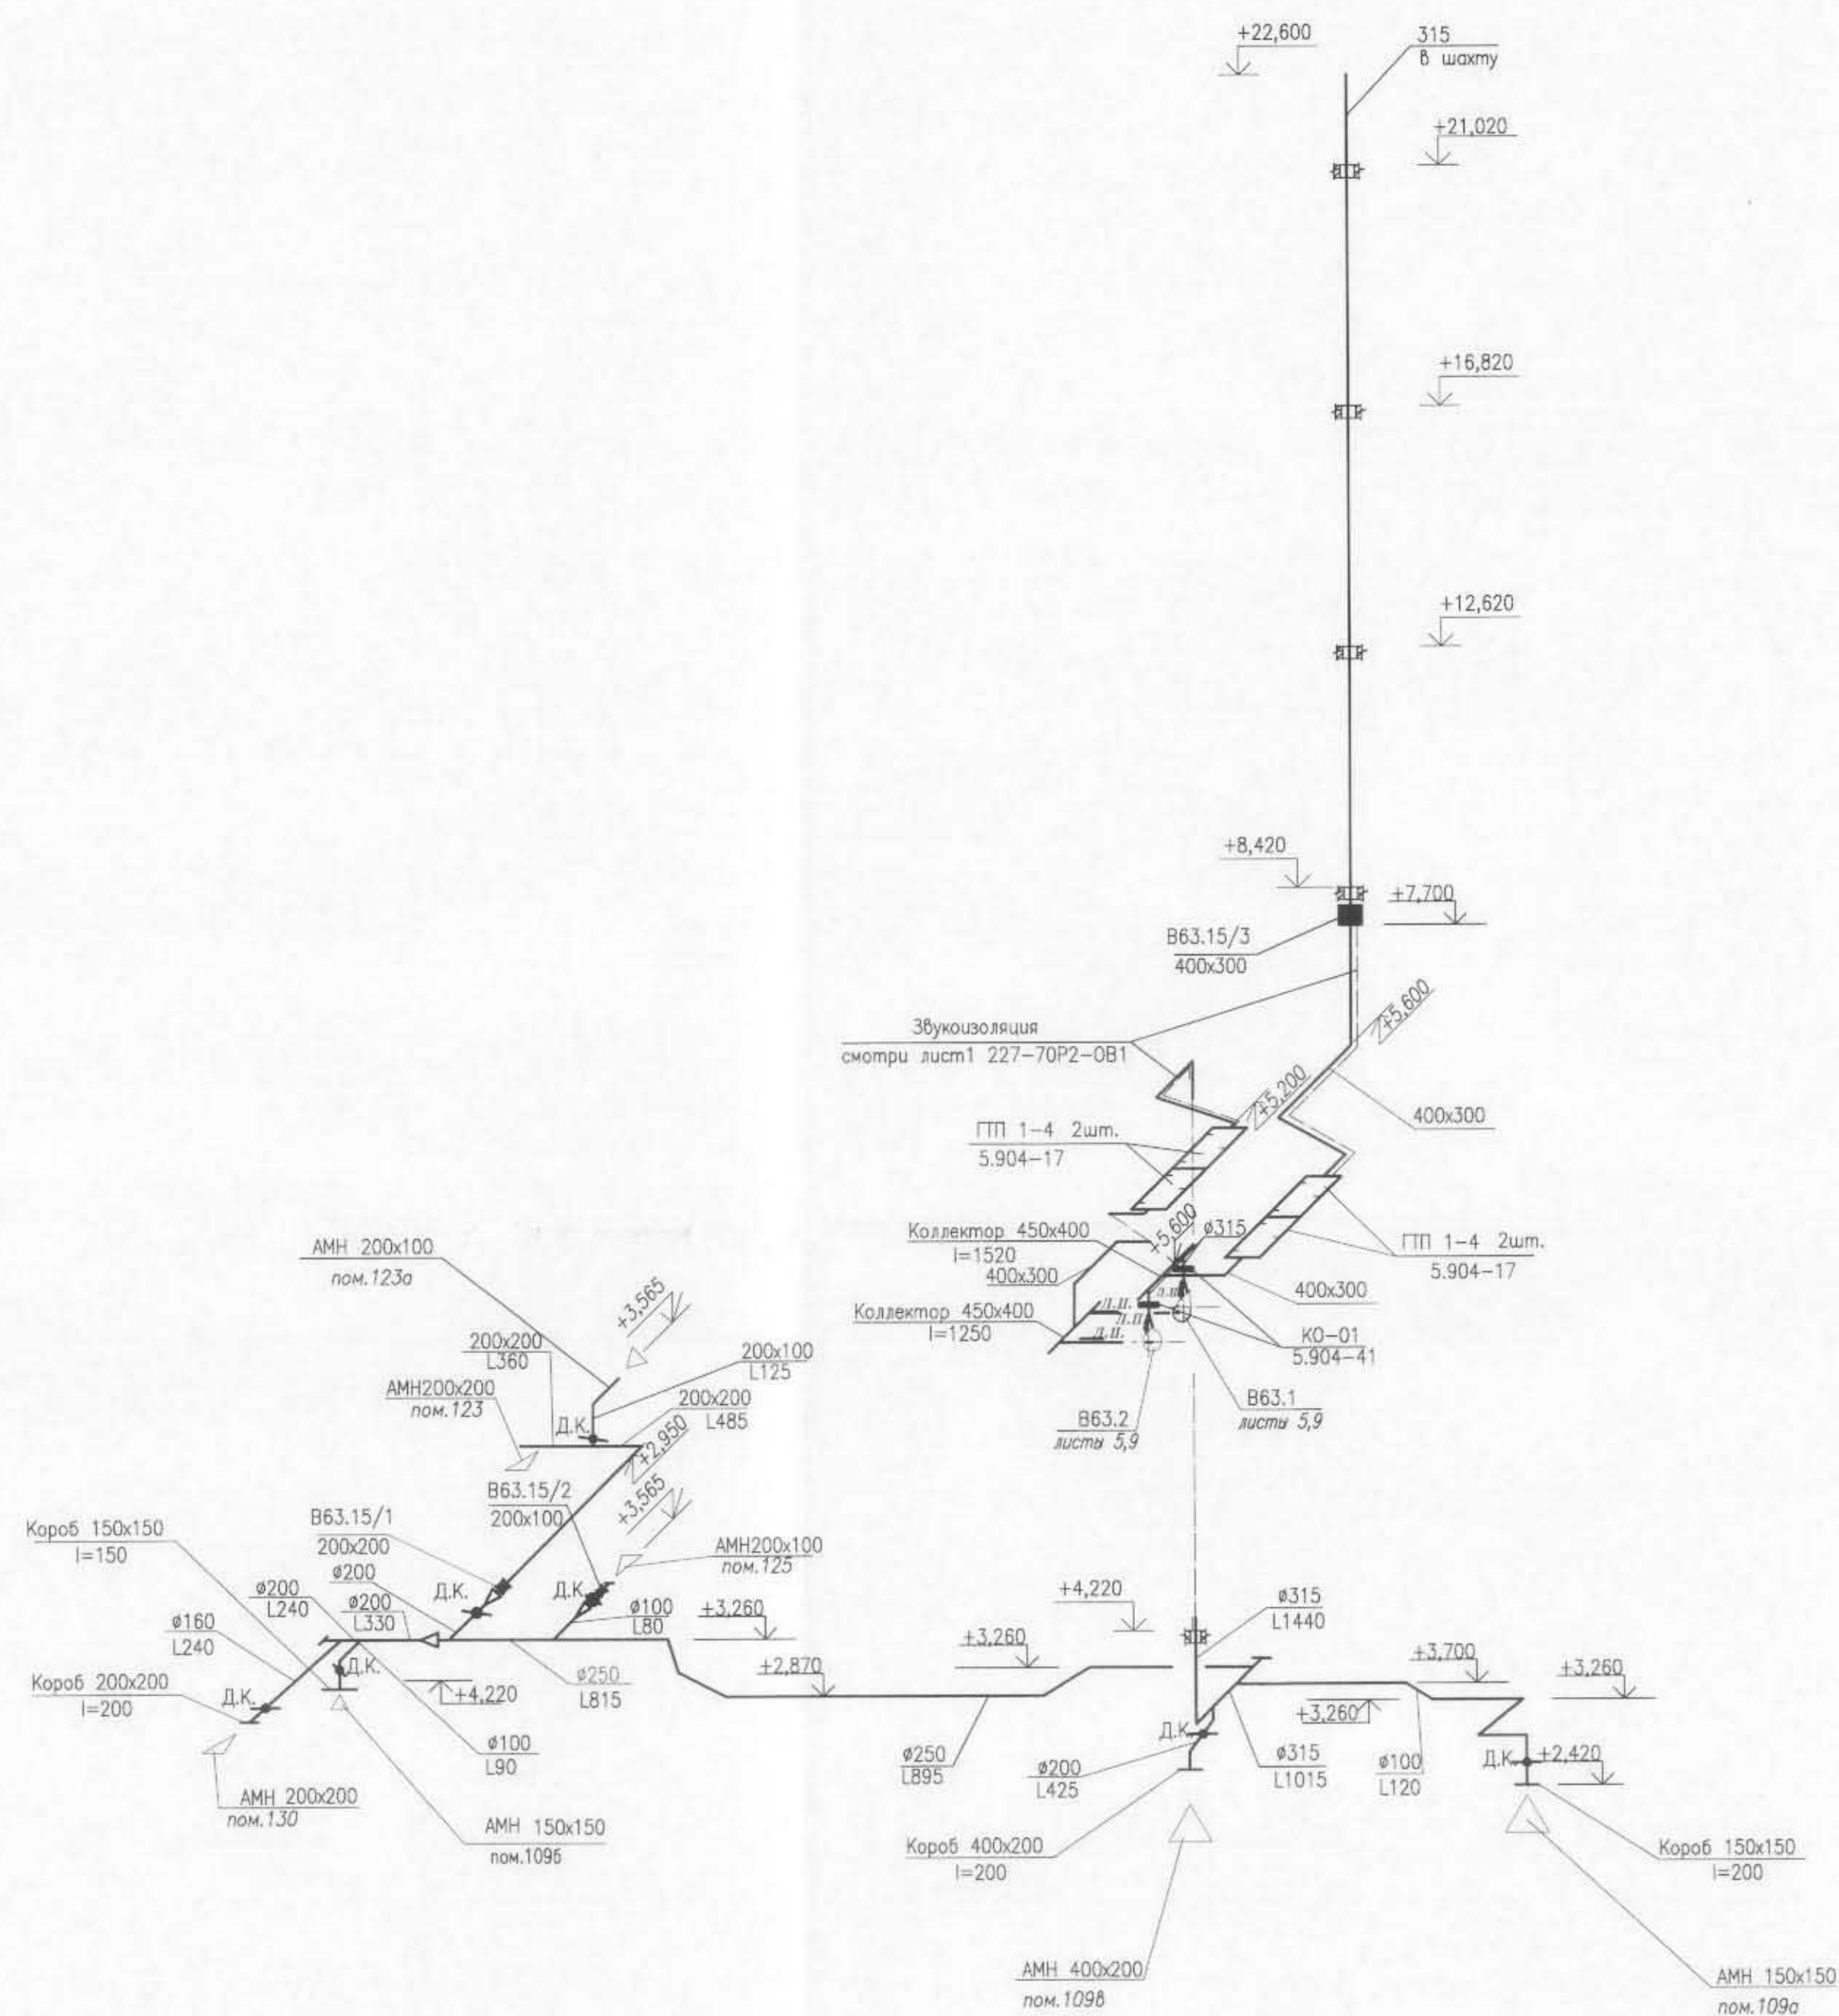 +22,600
315
в шахту
+21,020
+16,820
+12,620
+8,420
+7,700
В63.15/3
400х300
+5,600
Звукоизоляция
смотри лист1 227-70Р2-ОВ1
+5,200
400х300
ГТП 1-4 2шт.
5.904-17
Коллектор 450х400
l=1520
+5,600
ø315
ГТП 1-4 2шт.
5.904-17
400х300
400х300
Коллектор 450х400
l=1250
Л.П.
Л.П.
Л.П.
Л.П.
КО-01
5.904-41
В63.1
листы 5,9
В63.2
листы 5,9
АМН 200х100
пом.123а
+3,565
200х200
L360
200х100
L125
АМН200х200
пом.123
Д.К.
200х200
L485
+2,950
В63.15/2
200х100
+3,565
В63.15/1
200х200
Короб 150х150
l=150
АМН200х100
пом.125
ø200
Д.К.
Д.К.
ø200
L240
ø200
L330
ø100
L80
+3,260
ø160
L240
Д.К.
Короб 200х200
l=200
Д.К.
+4,220
ø250
L815
+2,870
ø100
L90
АМН 200х200
пом.130
АМН 150х150
пом.109б
+4,220
ø315
L1440
+3,260
+3,700
+3,260
+3,260
Д.К.
ø250
L895
ø200
L425
ø315
L1015
ø100
L120
Д.К.
+2,420
Короб 400х200
l=200
Короб 150х150
l=200
АМН 400х200
пом.109в
АМН 150х150
пом.109а